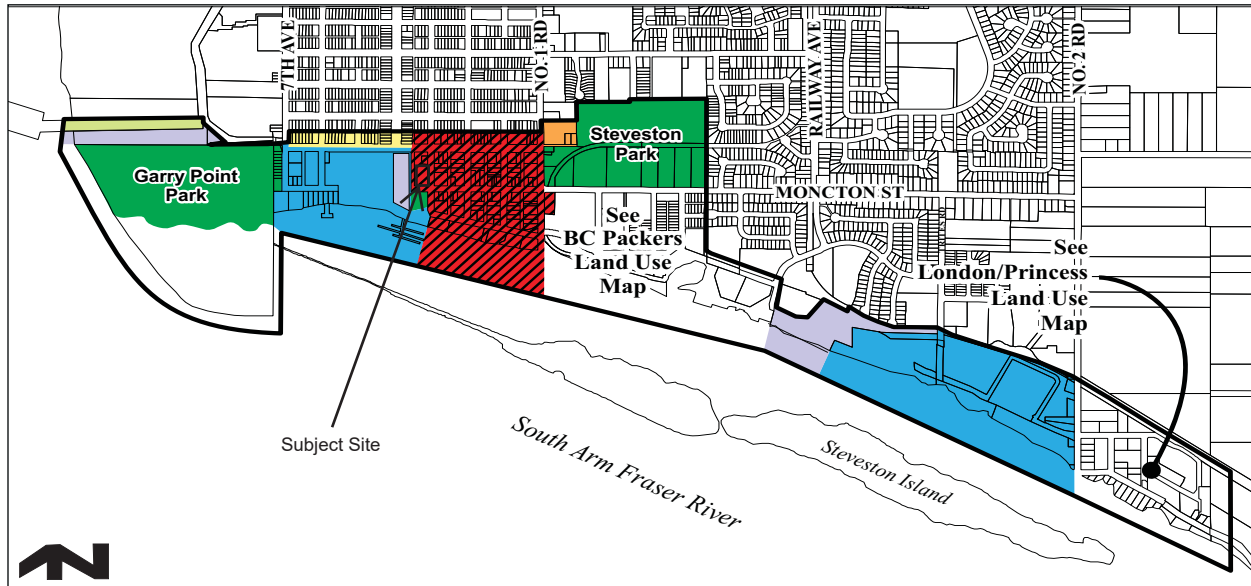 7TH AVE
NO. 1 RD
RAILWAY AVE
NO. 2 RD
Steveston
Park
Garry Point
Park
MONCTON ST
See
BC Packers
Land Use
Map
See
London/Princess
Land Use
Map
Subject Site
South Arm Fraser River
Steveston Island
N